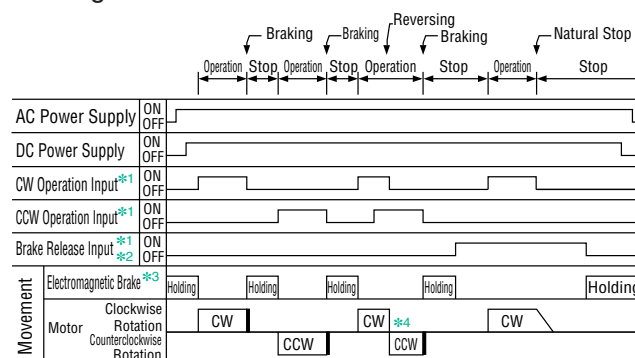 Reversing
Braking Braking Braking Natural Stop
Operation Stop Operation Stop Operation Stop Operation Stop
AC Power Supply ON
OFF
DC Power Supply ON
OFF
CW Operation Input*1 ON
OFF
CCW Operation Input*1 ON
OFF
Brake Release Input *1 ON
*2 OFF
Movement
Electromagnetic Brake*3 Holding Holding Holding Holding Holding
Motor
Clockwise
Rotation
CW CW *4 CW
Counterclockwise
Rotation
CCW CCW